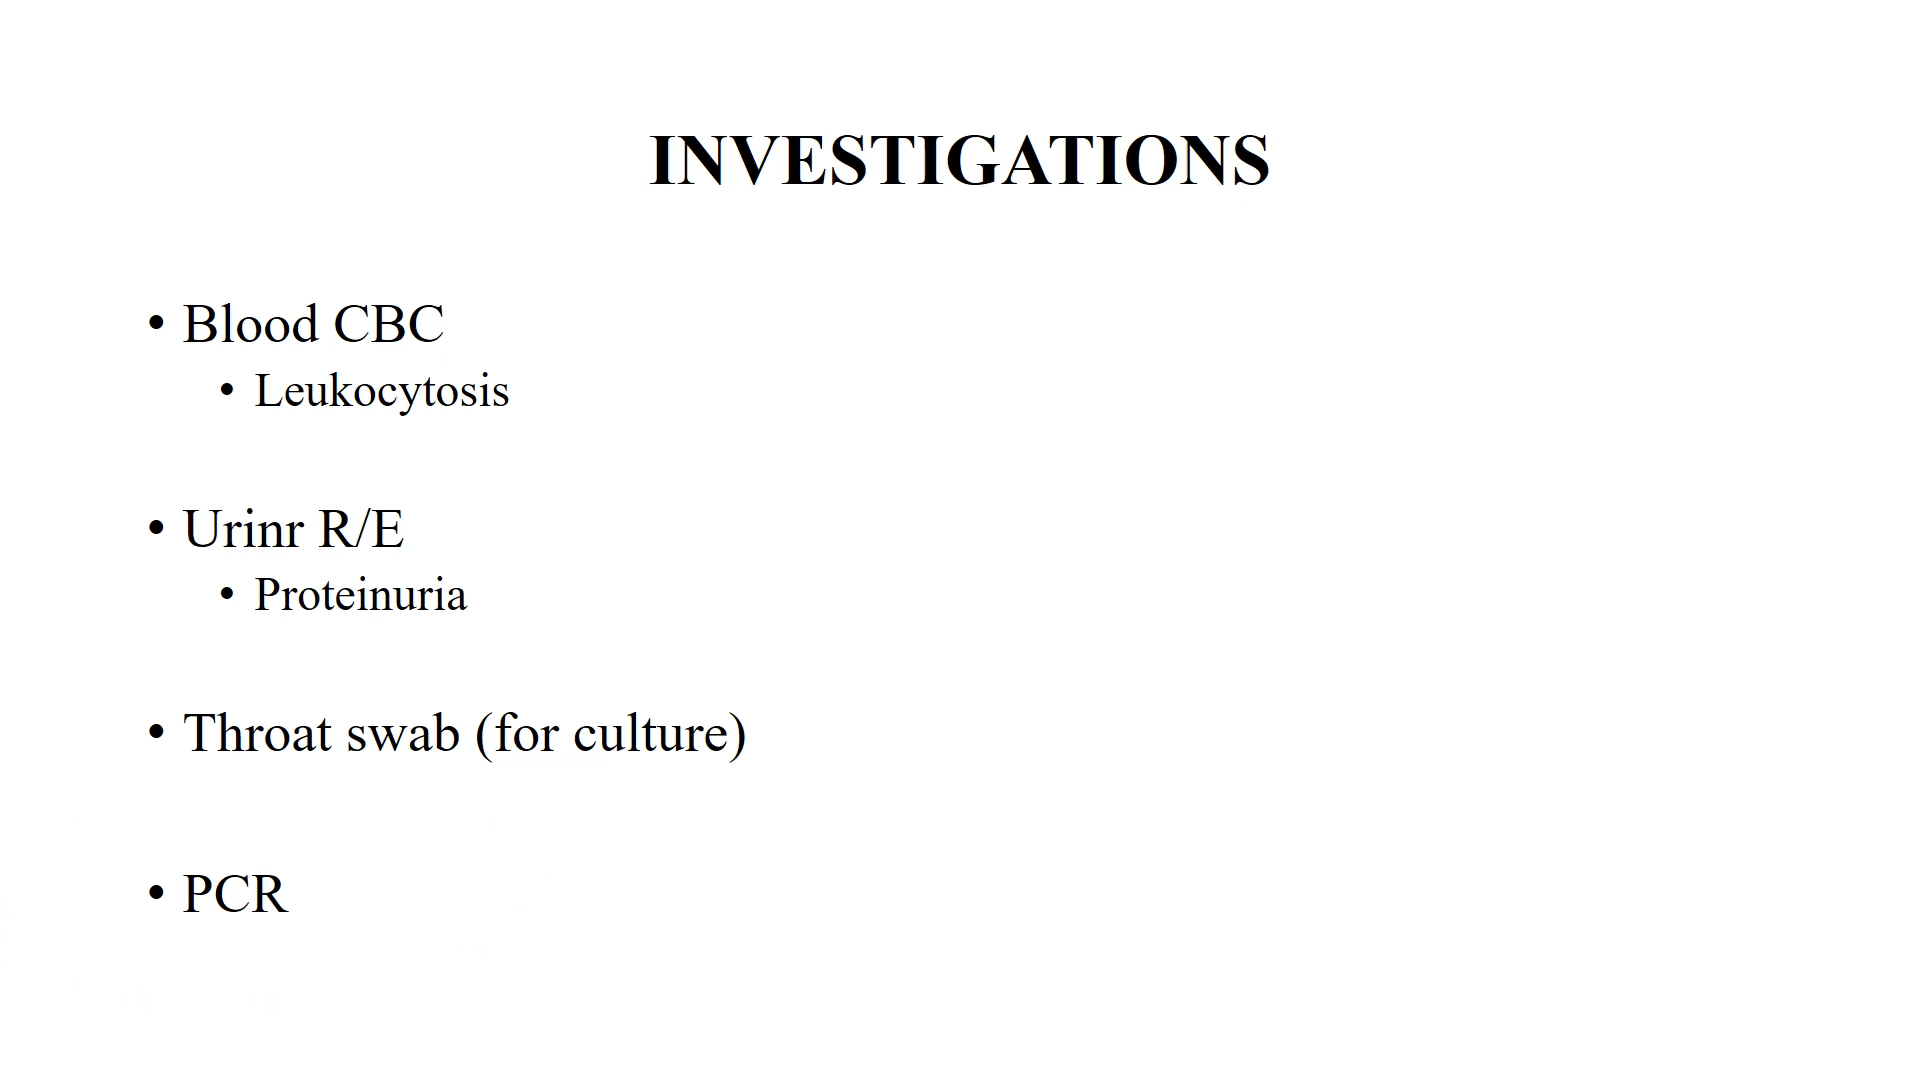 INVESTIGATIONS
• Blood CBC
• Leukocytosis
• Urinr R/E
• Proteinuria
• Throat swab (for culture)
• PCR